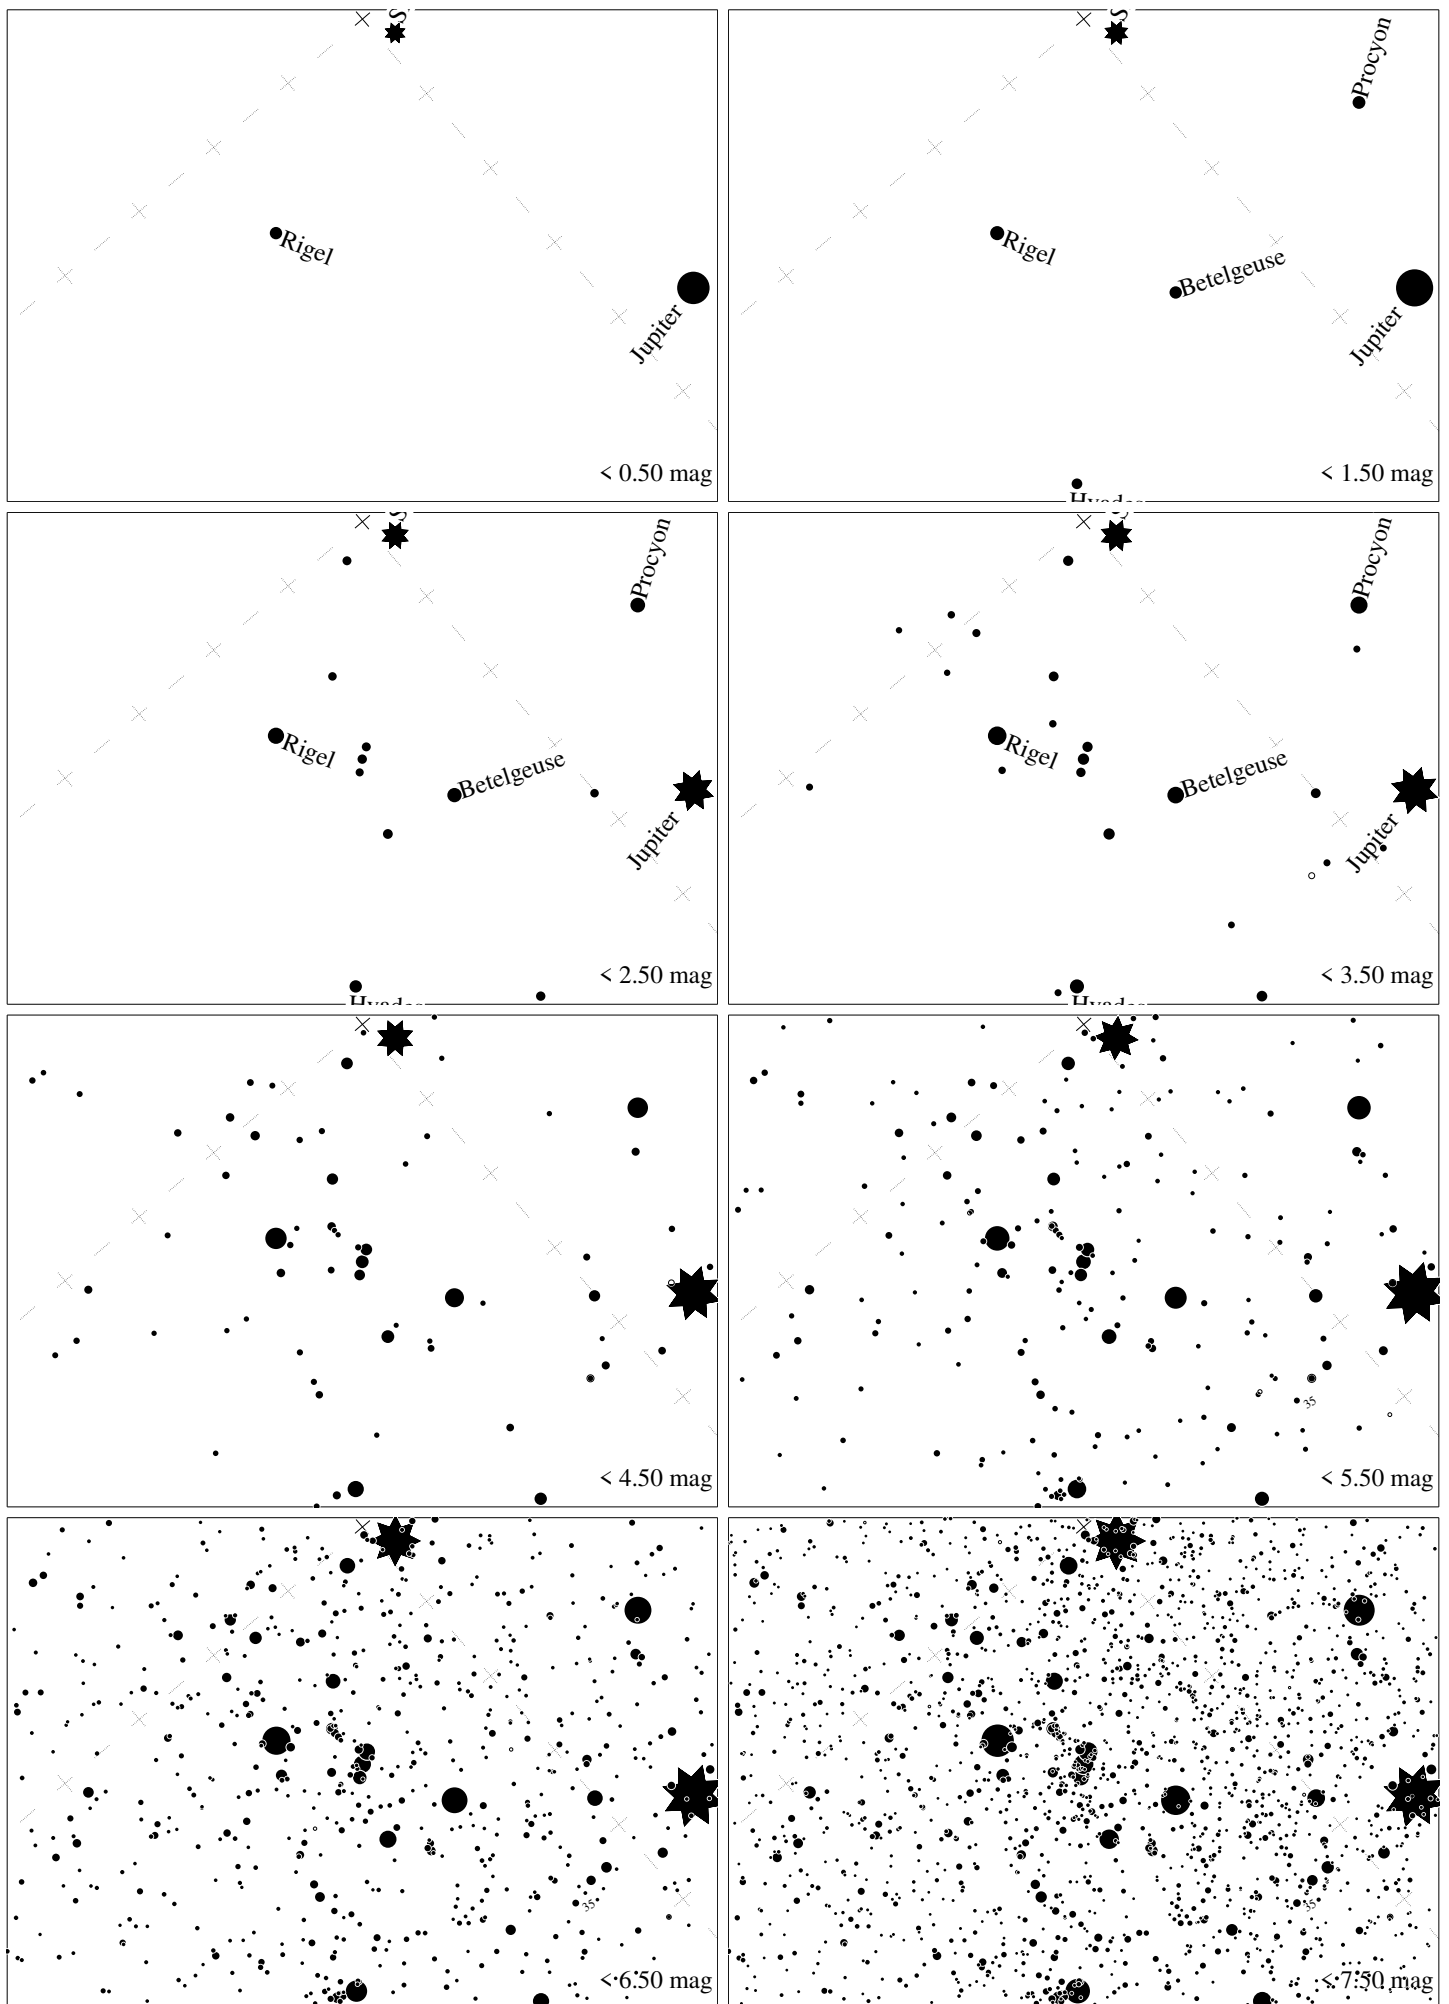 Rigel
Jupiter
< 0.50 mag
Procyon
Rigel
Betelgeuse
Jupiter
< 1.50 mag
Procyon
Rigel
Betelgeuse
Jupiter
< 2.50 mag
Procyon
Rigel
Betelgeuse
Jupiter
< 3.50 mag
< 4.50 mag
35
< 5.50 mag
35
< 6.50 mag
35
< 7.50 mag